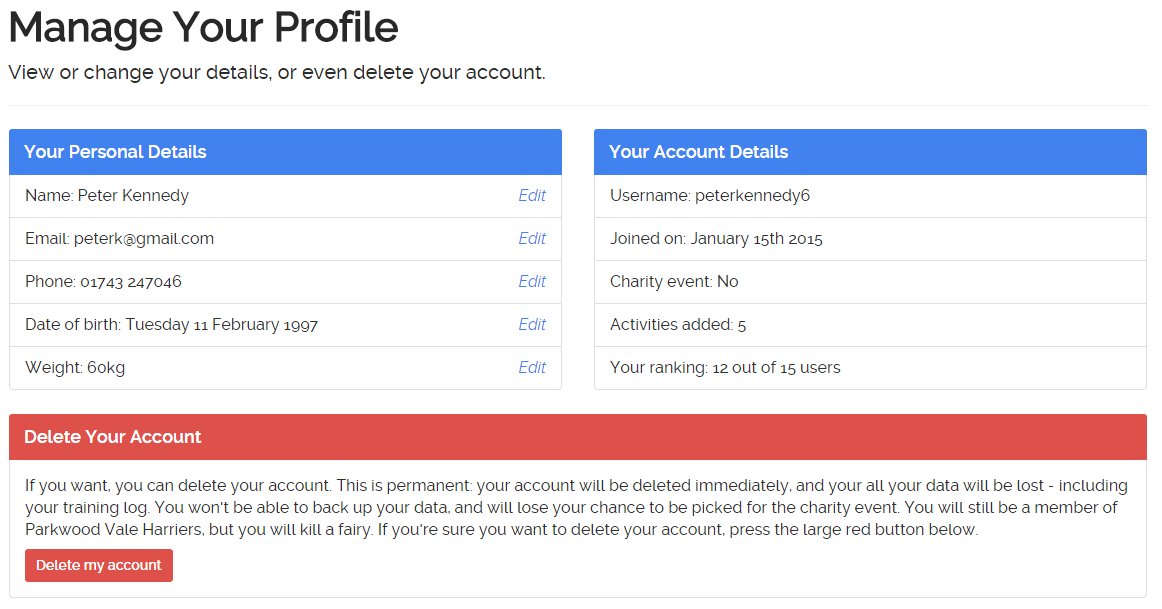 Manage Your Profile
View or change your details, or even delete your account.
Your Personal Details
Name: Peter Kennedy Edit
Email: peterk@gmail.com Edit
Phone: 01743 247046 Edit
Date of birth: Tuesday 11 February 1997 Edit
Weight: 60kg Edit
Your Account Details
Username: peterkennedy6
Joined on: January 15th 2015
Charity event: No
Activities added: 5
Your ranking: 12 out of 15 users
Delete Your Account
If you want, you can delete your account. This is permanent: your account will be deleted immediately, and your all your data will be lost - including
your training log. You won't be able to back up your data, and will lose your chance to be picked for the charity event. You will still be a member of
Parkwood Vale Harriers, but you will kill a fairy. If you're sure you want to delete your account, press the large red button below.
Delete my account